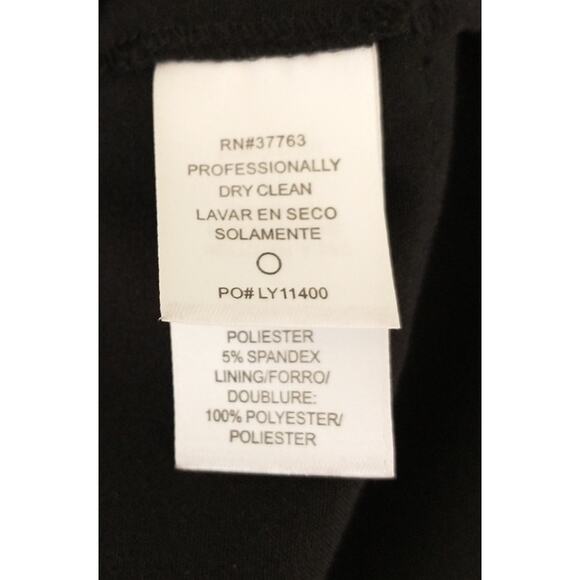 RN#37763
PROFESSIONALLY
DRY CLEAN
LAVAR EN SECO
SOLAMENTE
PO# LY11400
POLIESTER
5% SPANDEX
LINING/FORRO/
DOUBLURE:
100% POLYESTER/
POLIESTER